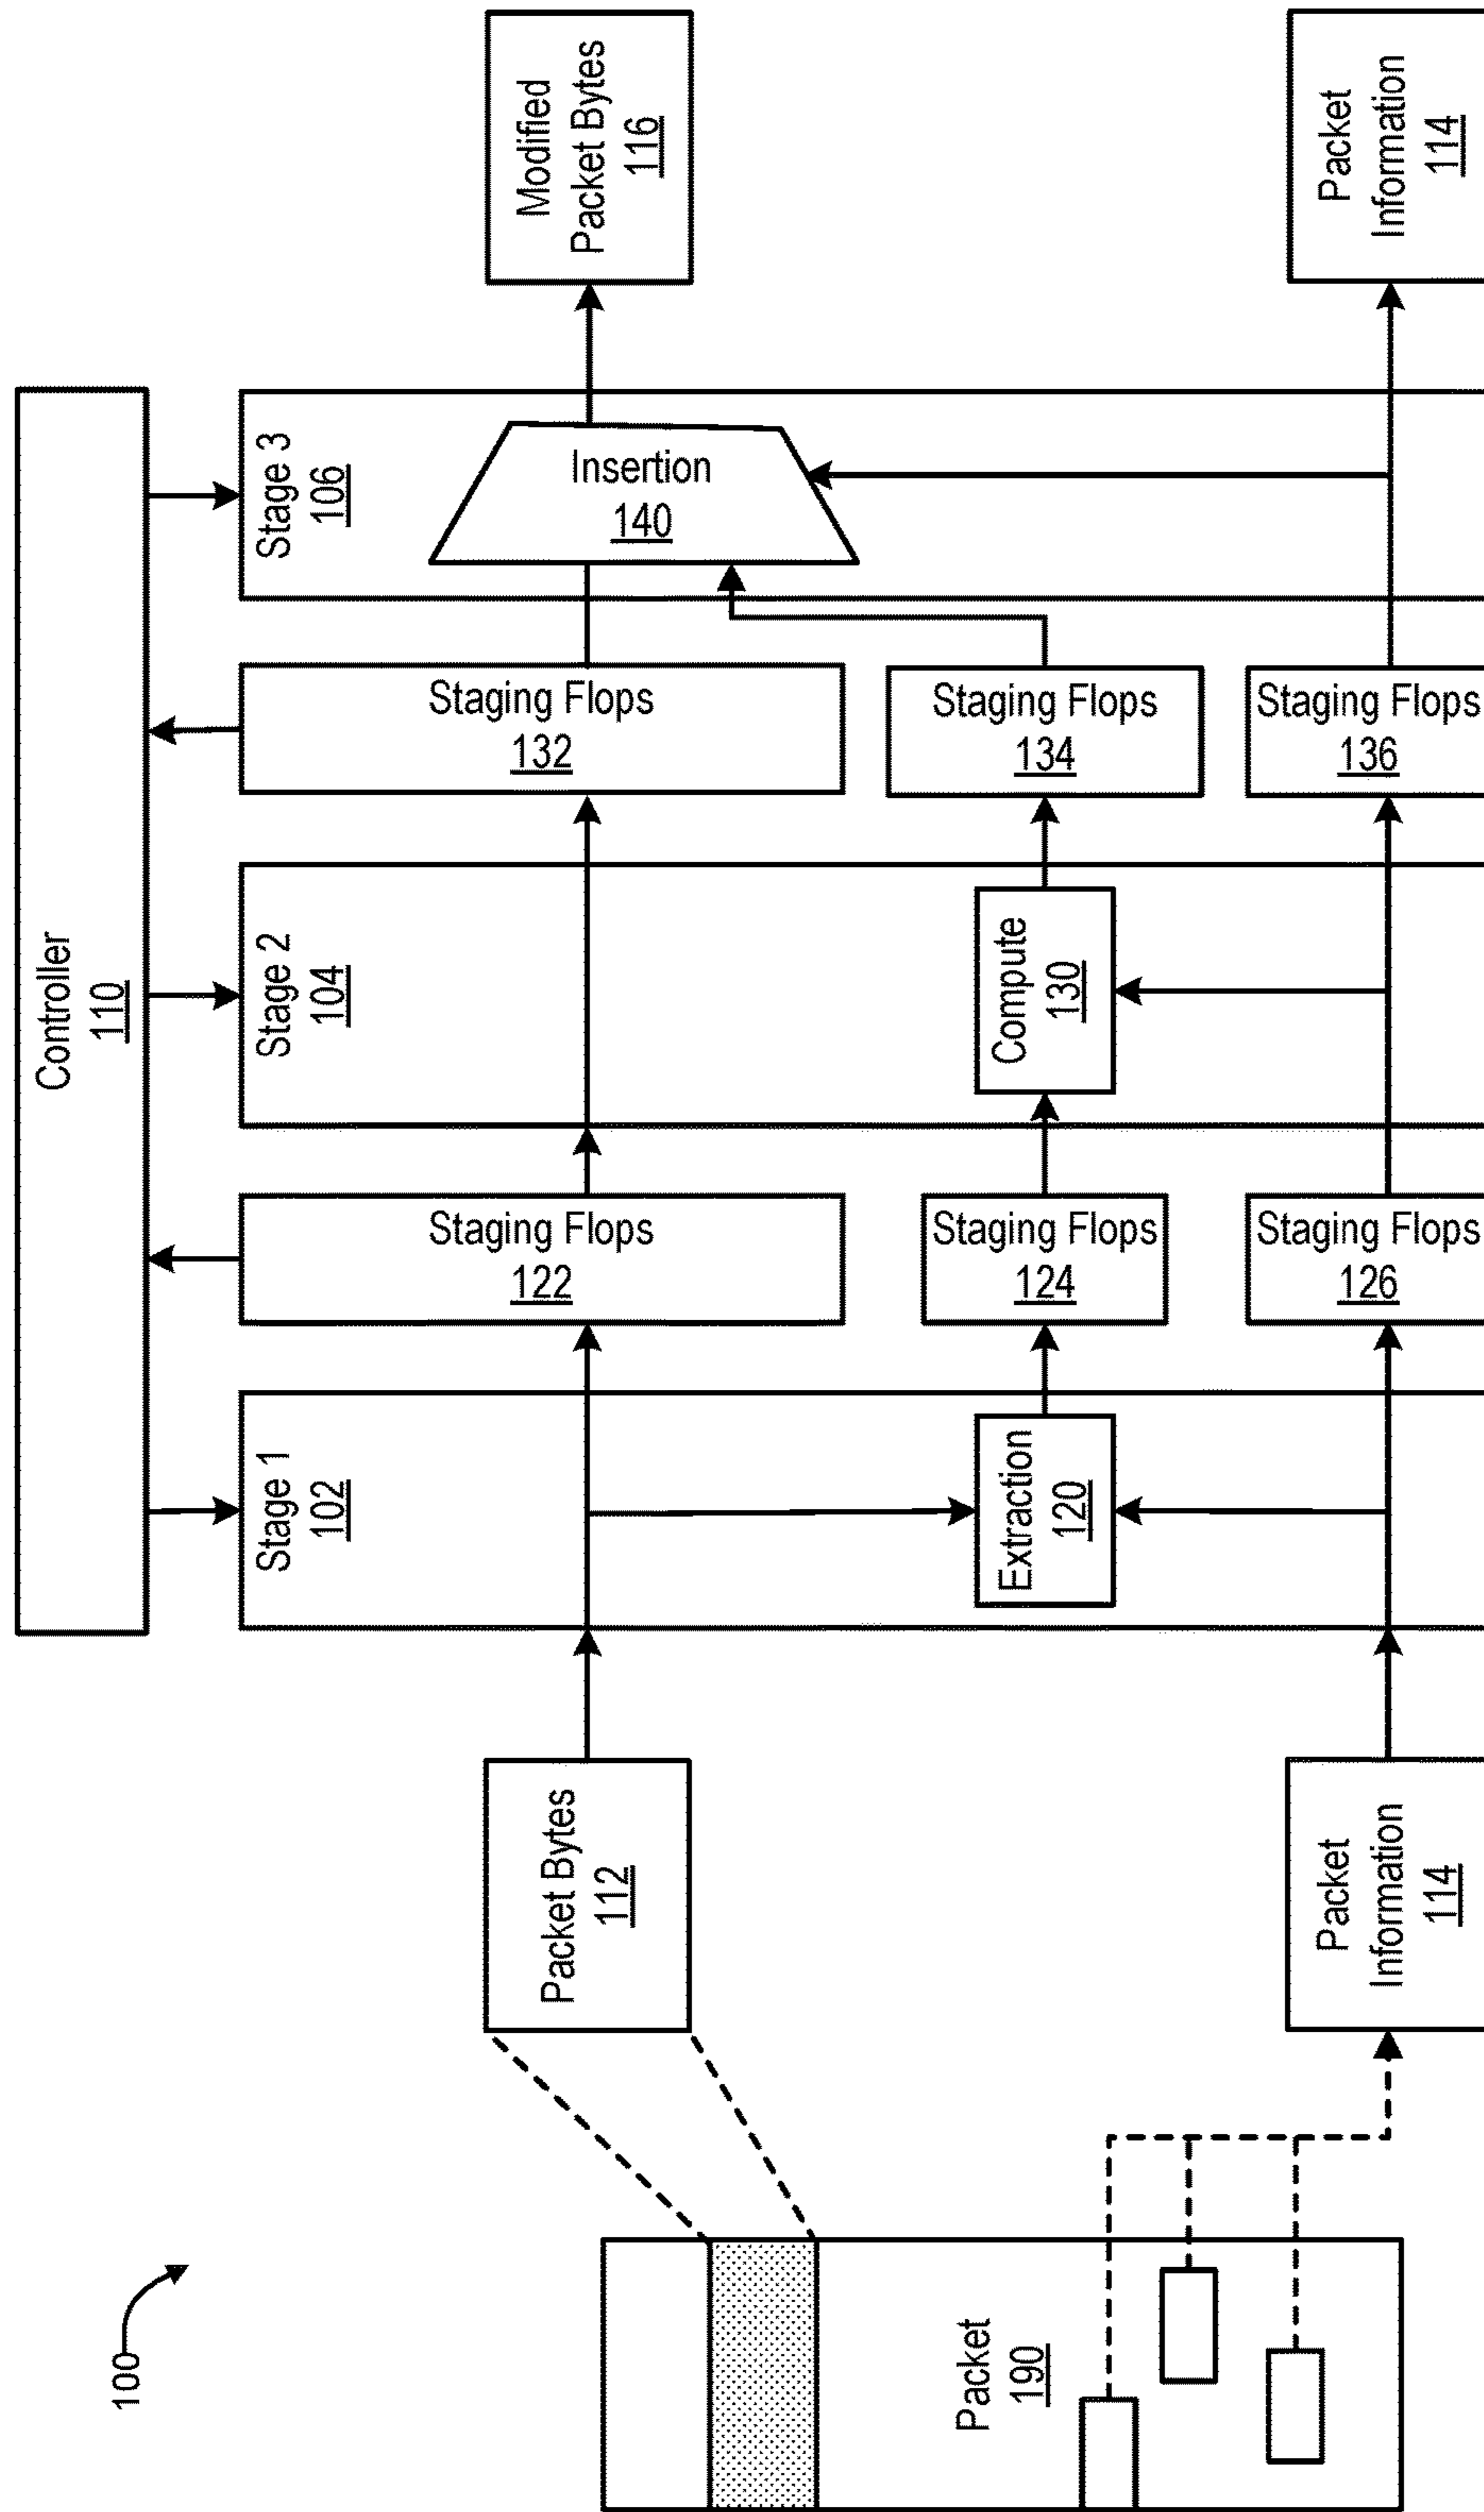 100
Controller
110
Packet
190
Packet Bytes
112
Packet
Information
114
Stage 1
102
Extraction
120
Staging Flops
122
Staging Flops
124
Staging Flops
126
Stage 2
104
Compute
130
Staging Flops
132
Staging Flops
134
Staging Flops
136
Stage 3
106
Insertion
140
Modified
Packet Bytes
116
Packet
Information
114